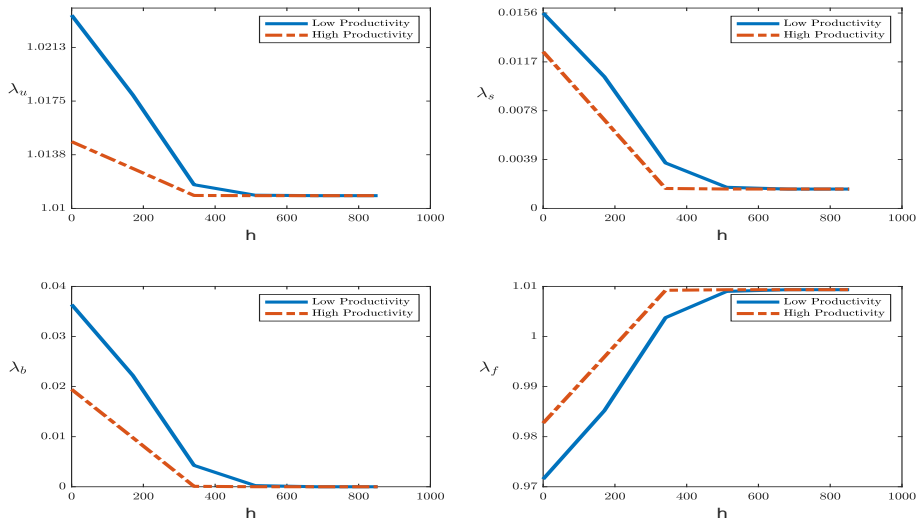 1.0213
1.0175
1.0138
1.01
λu
0 200 400 600 800 1000
h
Low Productivity
High Productivity
0.0156
0.0117
0.0078
0.0039
0
λs
0 200 400 600 800 1000
h
Low Productivity
High Productivity
0.04
0.03
0.02
0.01
0
λb
0 200 400 600 800 1000
h
Low Productivity
High Productivity
1.01
1
0.99
0.98
0.97
λf
0 200 400 600 800 1000
h
Low Productivity
High Productivity